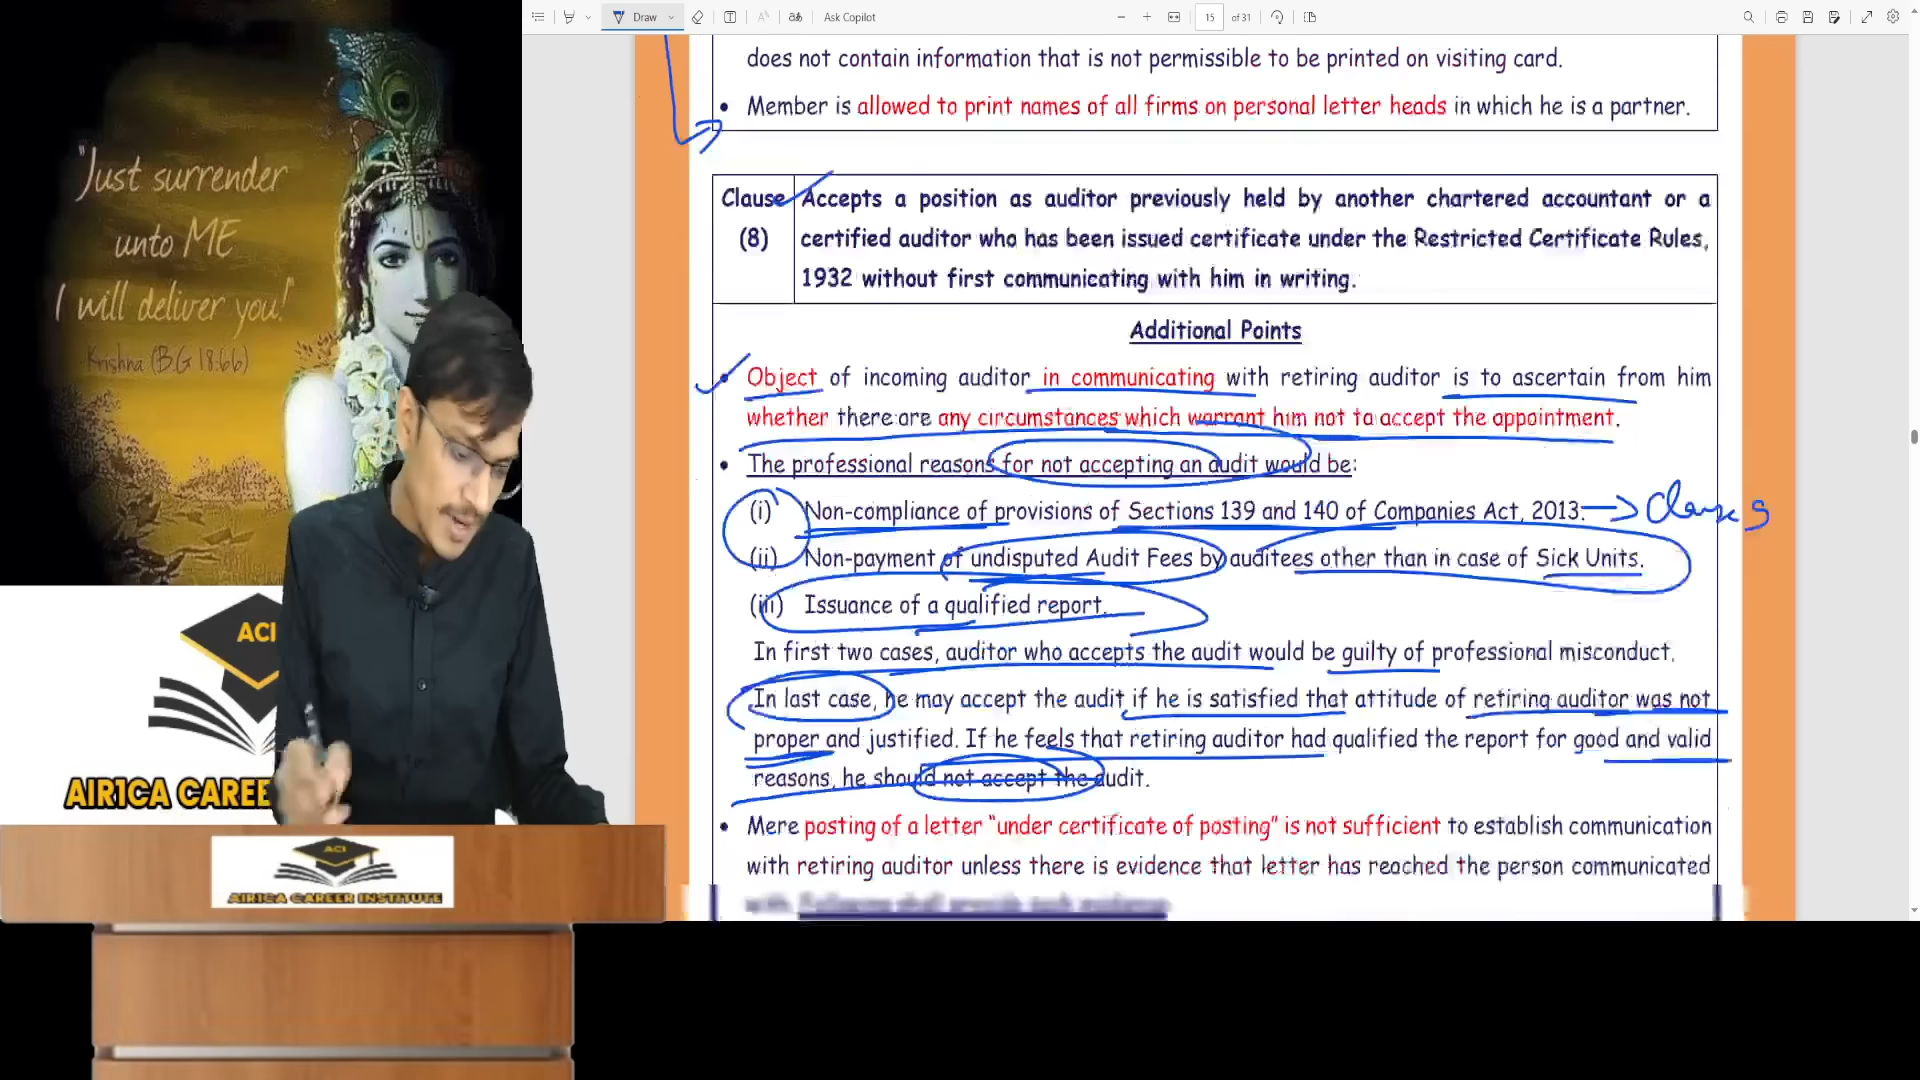 Draw
Ask Copilot
15
of 31
does not contain information that is not permissible to be printed on visiting card.
• Member is allowed to print names of all firms on personal letter heads in which he is a partner.
"Just surrender
unto ME
I will deliver you!"
- Krishna (B.G 18:66)
Clause Accepts a position as auditor previously held by another chartered accountant or a
(8) certified auditor who has been issued certificate under the Restricted Certificate Rules,
1932 without first communicating with him in writing.
Additional Points
• Object of incoming auditor in communicating with retiring auditor is to ascertain from him
whether there are any circumstances which warrant him not to accept the appointment.
• The professional reasons for not accepting an audit would be:
(i) Non-compliance of provisions of Sections 139 and 140 of Companies Act, 2013. → Clause 9
(ii) Non-payment of undisputed Audit Fees by auditees other than in case of Sick Units.
(iii) Issuance of a qualified report.
In first two cases, auditor who accepts the audit would be guilty of professional misconduct.
In last case, he may accept the audit if he is satisfied that attitude of retiring auditor was not
proper and justified. If he feels that retiring auditor had qualified the report for good and valid
reasons, he should not accept the audit.
• Mere posting of a letter "under certificate of posting" is not sufficient to establish communication
with retiring auditor unless there is evidence that letter has reached the person communicated
ACI
AIR1CA CAREE
ACI
AIR1CA CAREER INSTITUTE